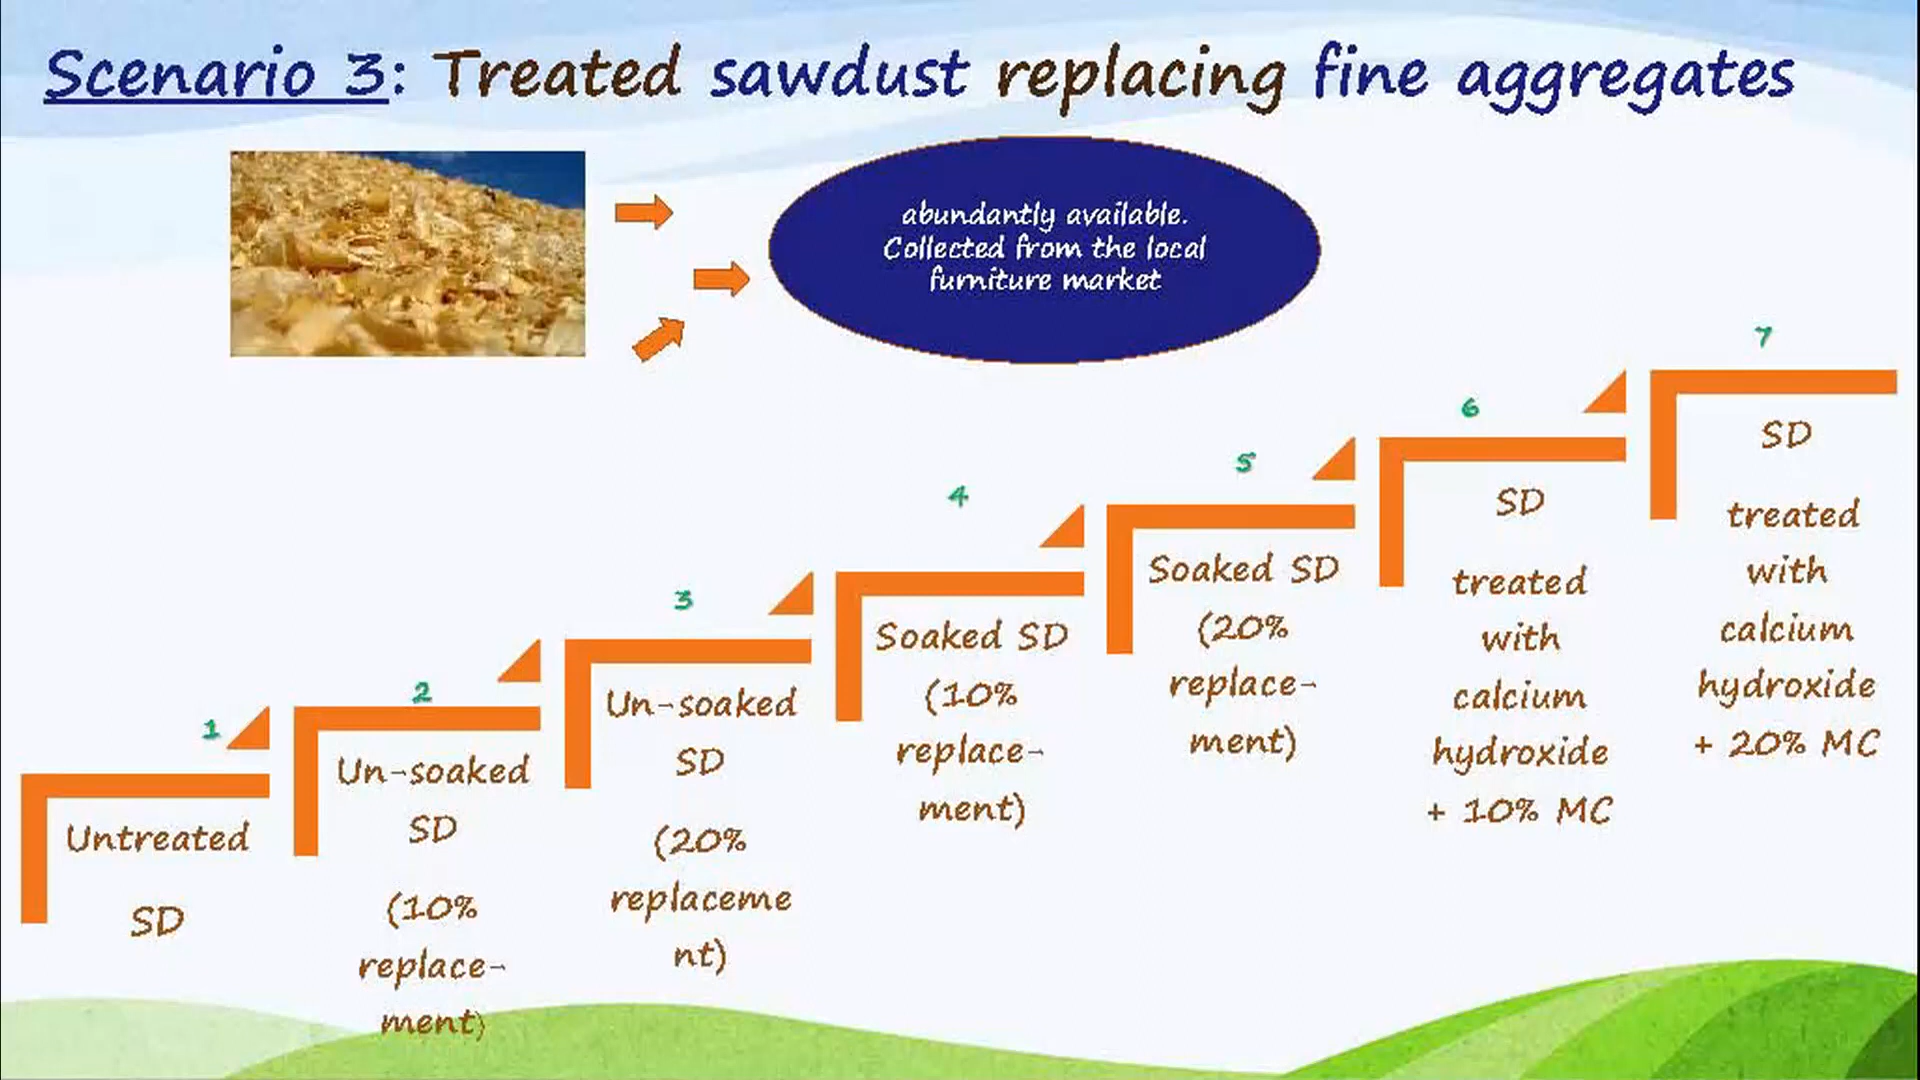 Scenario 3: Treated sawdust replacing fine aggregates
abundantly available.
Collected from the local
furniture market
1
Untreated
SD
2
Un-soaked
SD
(10%
replace-
ment)
3
Un-soaked
SD
(20%
replaceme
nt)
4
Soaked SD
(10%
replace-
ment)
5
Soaked SD
(20%
replace-
ment)
6
SD
treated
with
calcium
hydroxide
+ 10% MC
7
SD
treated
with
calcium
hydroxide
+ 20% MC